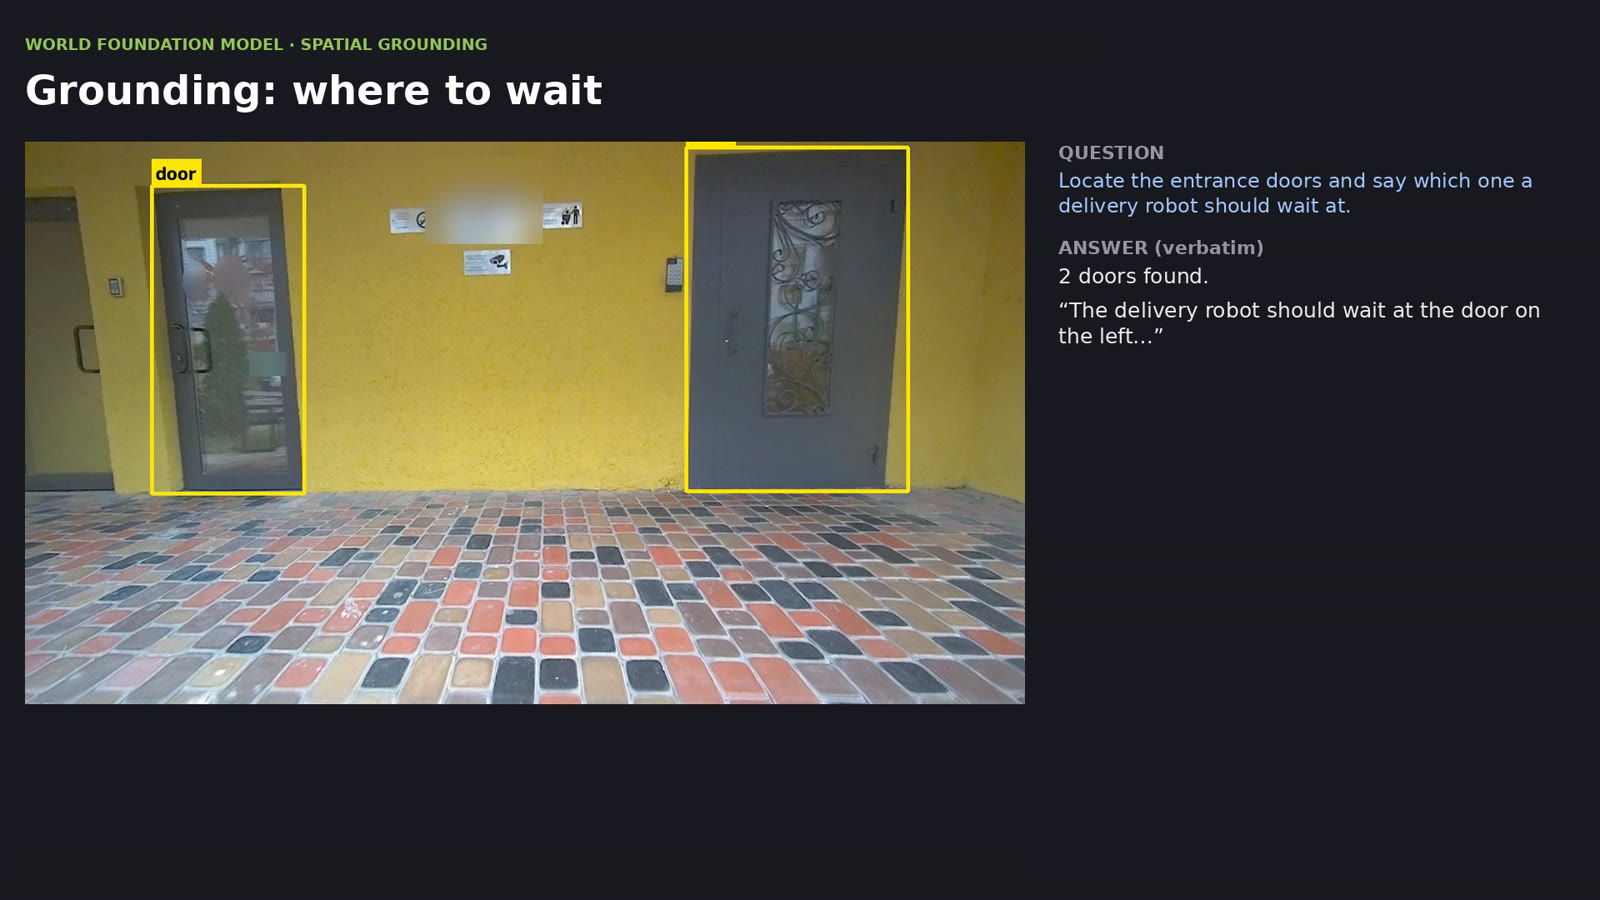 WORLD FOUNDATION MODEL · SPATIAL GROUNDING
Grounding: where to wait
door
QUESTION
Locate the entrance doors and say which one a
delivery robot should wait at.
ANSWER (verbatim)
2 doors found.
“The delivery robot should wait at the door on
the left…”